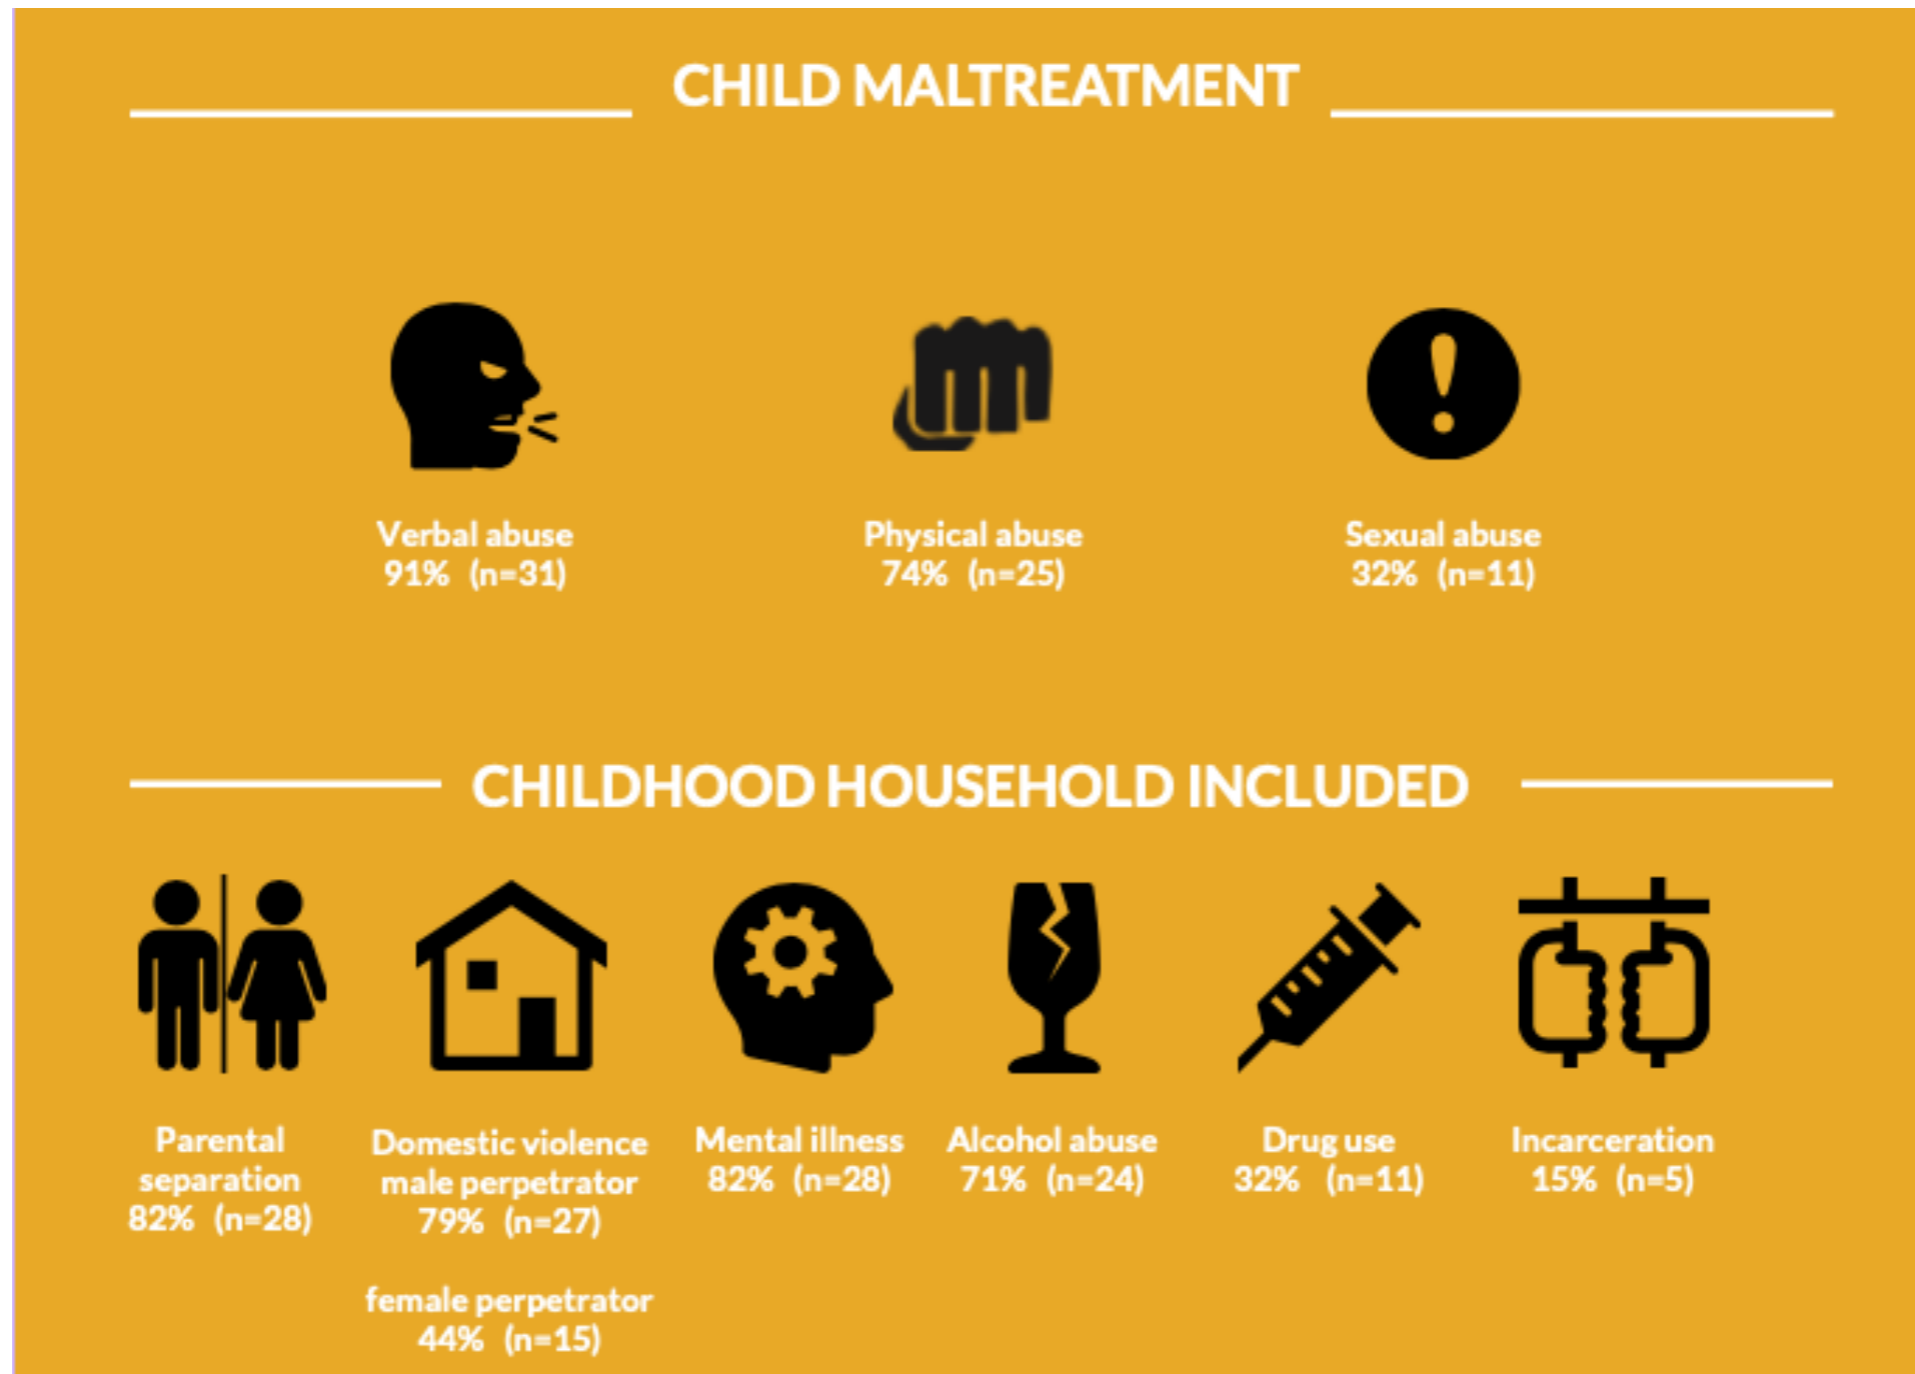 CHILD MALTREATMENT
Verbal abuse
91% (n=31)
Physical abuse
74% (n=25)
Sexual abuse
32% (n=11)
CHILDHOOD HOUSEHOLD INCLUDED
Parental
separation
82% (n=28)
Domestic violence
male perpetrator
79% (n=27)
female perpetrator
44% (n=15)
Mental illness
82% (n=28)
Alcohol abuse
71% (n=24)
Drug use
32% (n=11)
Incarceration
15% (n=5)